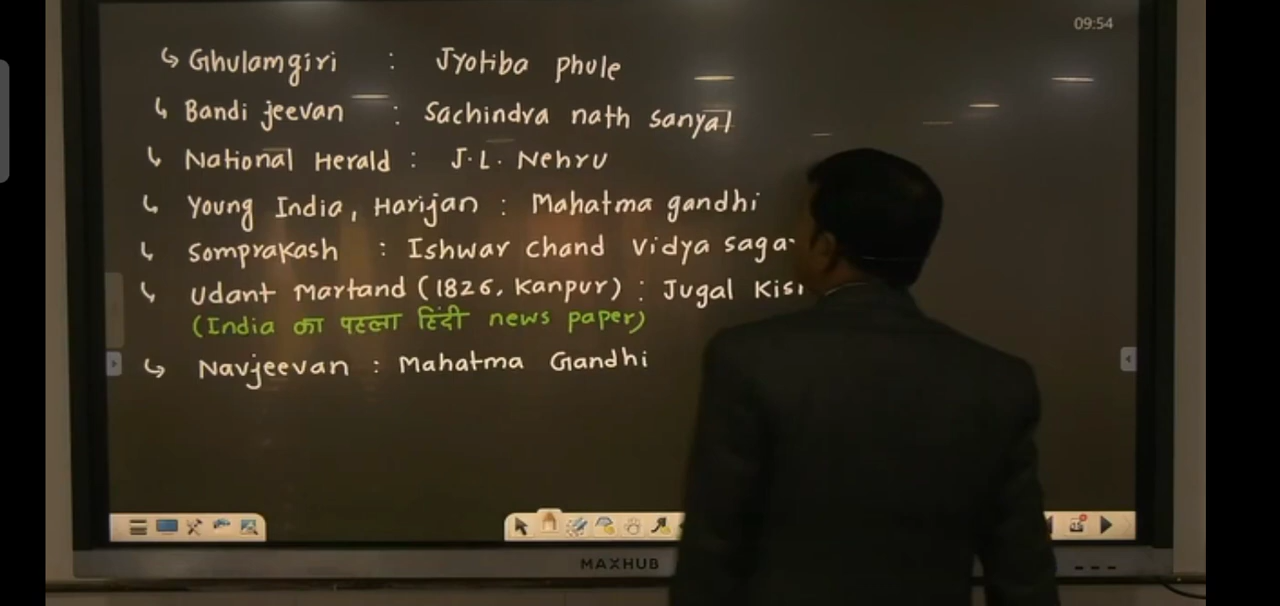 09:54
↳ Ghulamgiri : Jyotiba phule
↳ Bandi jeevan : Sachindra nath sanyal
↳ National Herald : J.L. Nehru
↳ Young India, Harijan : Mahatma gandhi
↳ Somprakash : Ishwar chand vidya saga
↳ Udant Martand (1826, Kanpur) : Jugal
(India का पहला हिंदी news paper)
↳ Navjeevan : Mahatma Gandhi
MAXHUB